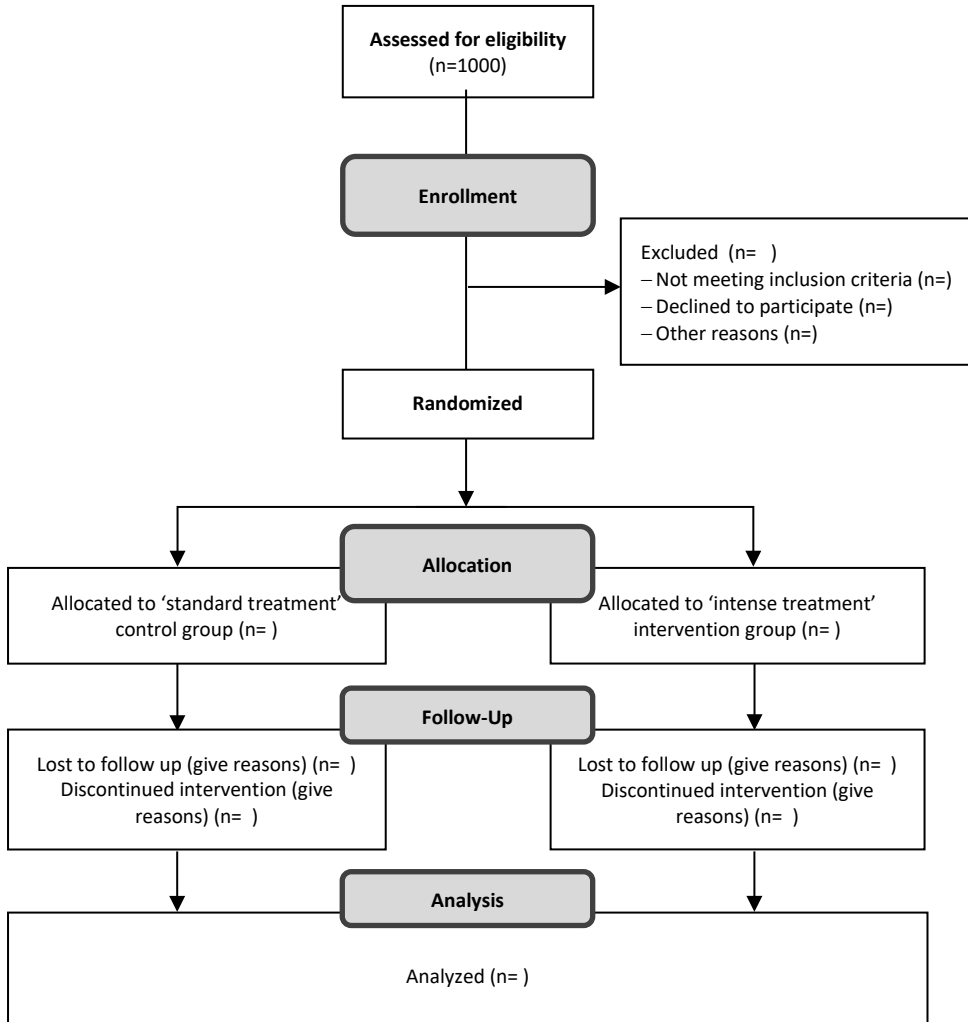 Assessed for eligibility
(n=1000)
Enrollment
Excluded  (n=  )
– Not meeting inclusion criteria (n=)
– Declined to participate (n=)
– Other reasons (n=)
Randomized
Allocation
Allocated to ‘standard treatment’
control group (n= )
Allocated to ‘intense treatment’
intervention group (n= )
Follow-Up
Lost to follow up (give reasons) (n=  )
Discontinued intervention (give
reasons) (n=  )
Lost to follow up (give reasons) (n=  )
Discontinued intervention (give
reasons) (n=  )
Analysis
Analyzed (n= )